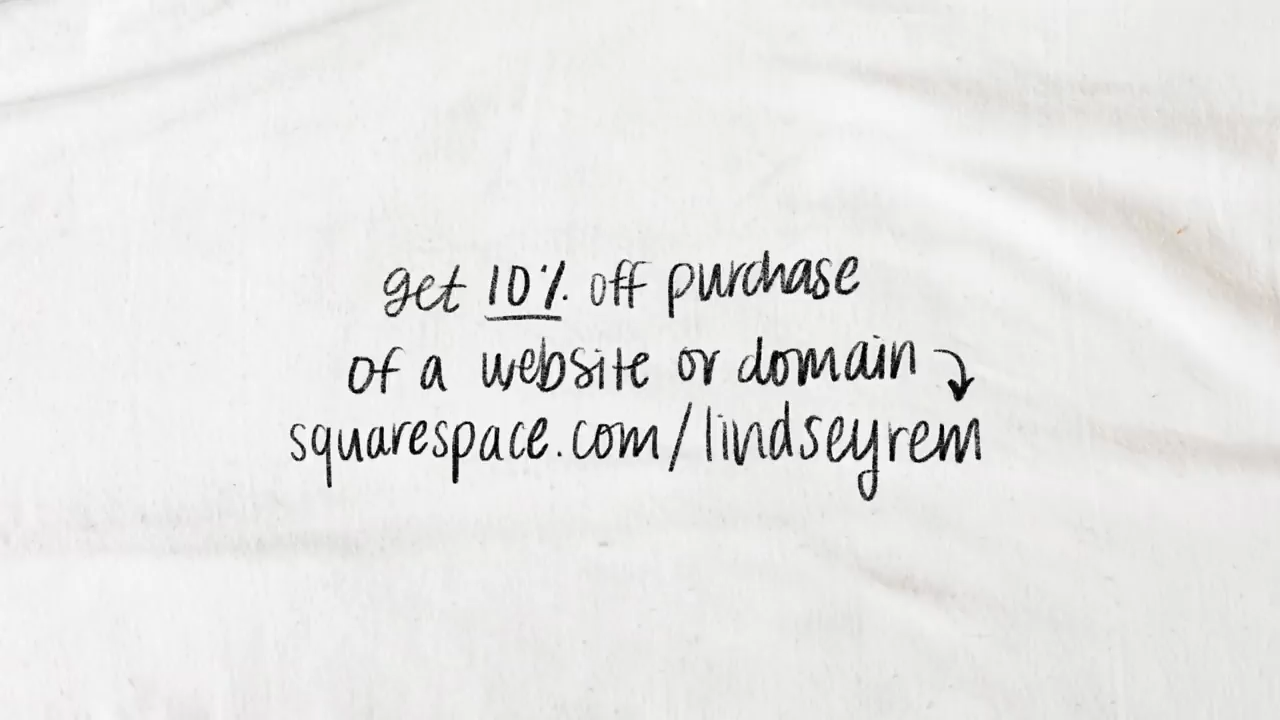 get 10% off purchase
of a website or domain
squarespace.com/lindseyrem